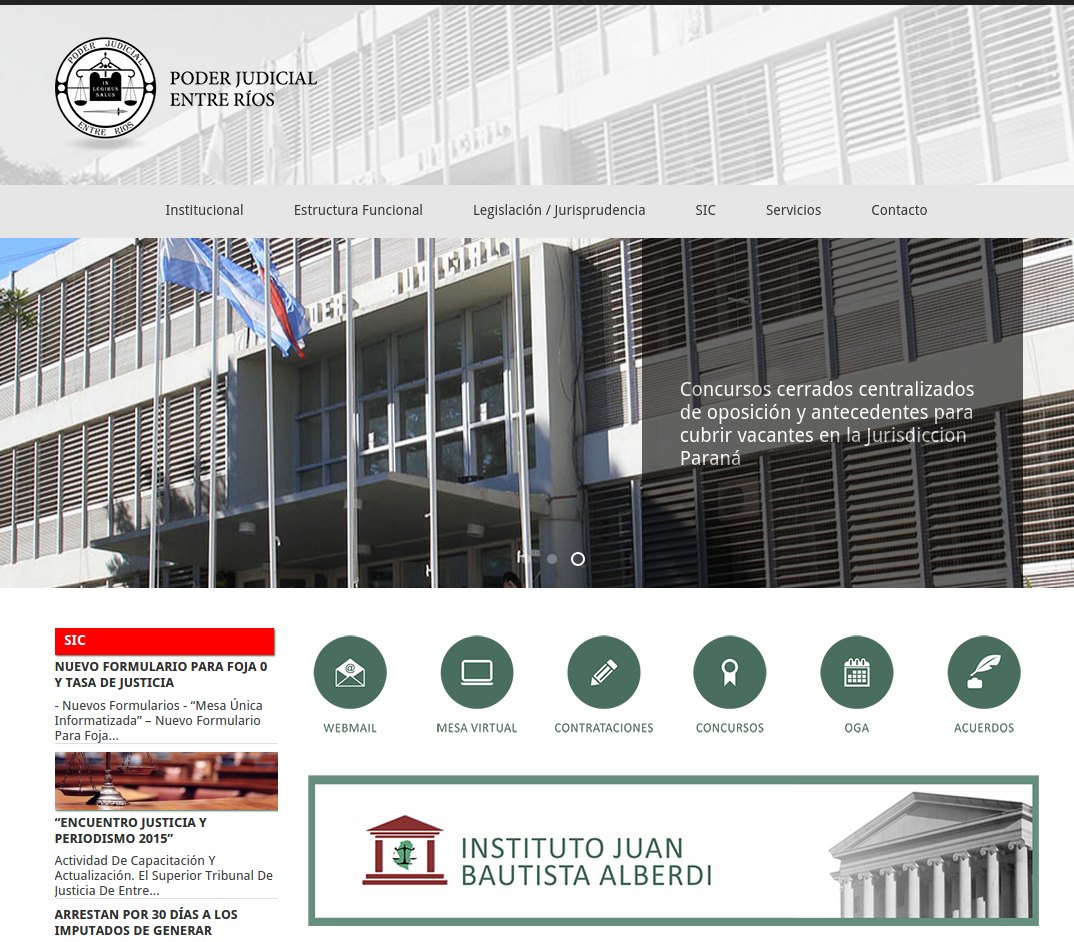 PODER JUDICIAL
IN
LEGIBUS
SALUS
ENTRE RIOS
PODER JUDICIAL
ENTRE RÍOS
Institucional Estructura Funcional Legislación / Jurisprudencia SIC Servicios Contacto
JUDICIAL
Concursos cerrados centralizados
de oposición y antecedentes para
cubrir vacantes en la Jurisdiccion
Paraná
SIC
NUEVO FORMULARIO PARA FOJA 0
Y TASA DE JUSTICIA
- Nuevos Formularios - “Mesa Única
Informatizada” – Nuevo Formulario
Para Foja...
“ENCUENTRO JUSTICIA Y
PERIODISMO 2015”
Actividad De Capacitación Y
Actualización. El Superior Tribunal De
Justicia De Entre...
ARRESTAN POR 30 DÍAS A LOS
IMPUTADOS DE GENERAR
WEBMAIL MESA VIRTUAL CONTRATACIONES CONCURSOS OGA ACUERDOS
INSTITUTO JUAN
BAUTISTA ALBERDI